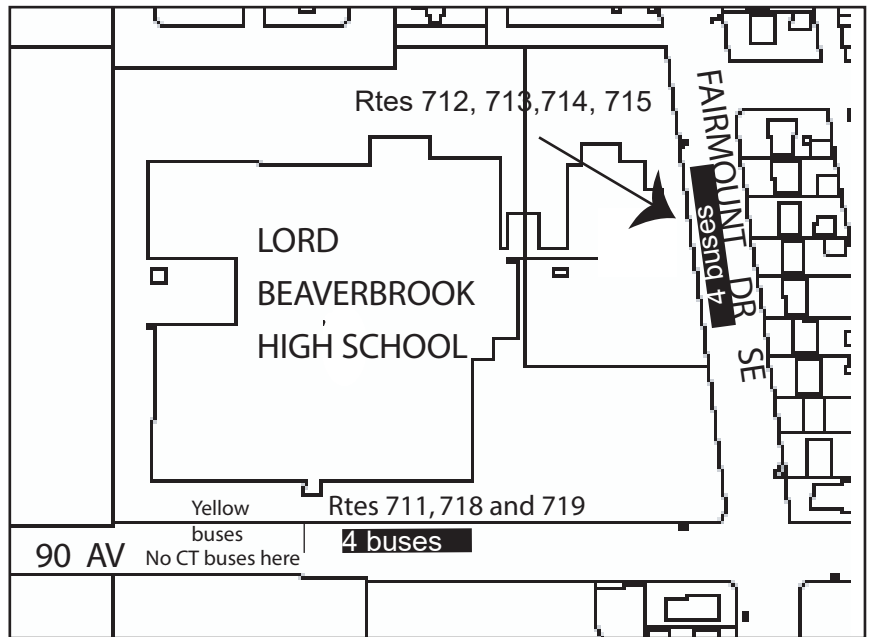 Rtes 712, 713,714, 715
FAIRMOUNT DR SE
4 buses
LORD
BEAVERBROOK
HIGH SCHOOL
Yellow
buses
No CT buses here
Rtes 711, 718 and 719
4 buses
90 AV